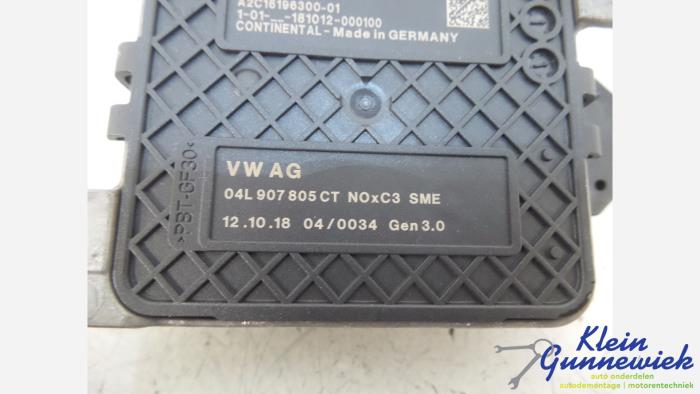 A2C16196300-01
1-01-__-181012-000100
CONTINENTAL - Made in GERMANY
>PBT-GF30<
VW AG
04L 907 805 CT NOxC3 SME
12.10.18 04/0034 Gen 3.0
Klein
Gunnewiek
auto onderdelen
autodemontage | motorentechniek